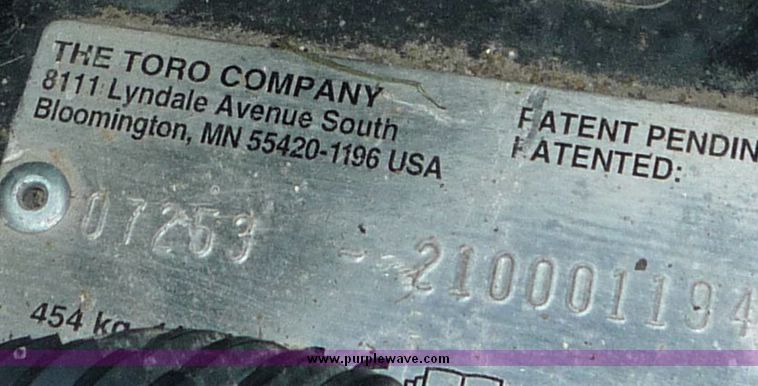 THE TORO COMPANY
8111 Lyndale Avenue South
Bloomington, MN 55420-1196 USA
PATENT PENDIN
PATENTED:
07253 - 210001194
454 kg
www.purplewave.com